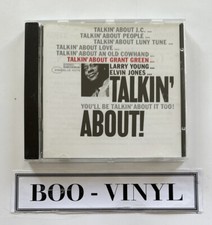 TALKIN' ABOUT J.C. ...
TALKIN' ABOUT PEOPLE ...
TALKIN' ABOUT LUNY TUNE ...
TALKIN' ABOUT LOVE ...
TALKIN' ABOUT AN OLD COWHAND ...
TALKIN' ABOUT GRANT GREEN ...
LARRY YOUNG ...
ELVIN JONES ...
TALKIN'
YOU'LL BE TALKIN' ABOUT IT TOO!
ABOUT!
BOO - VINYL